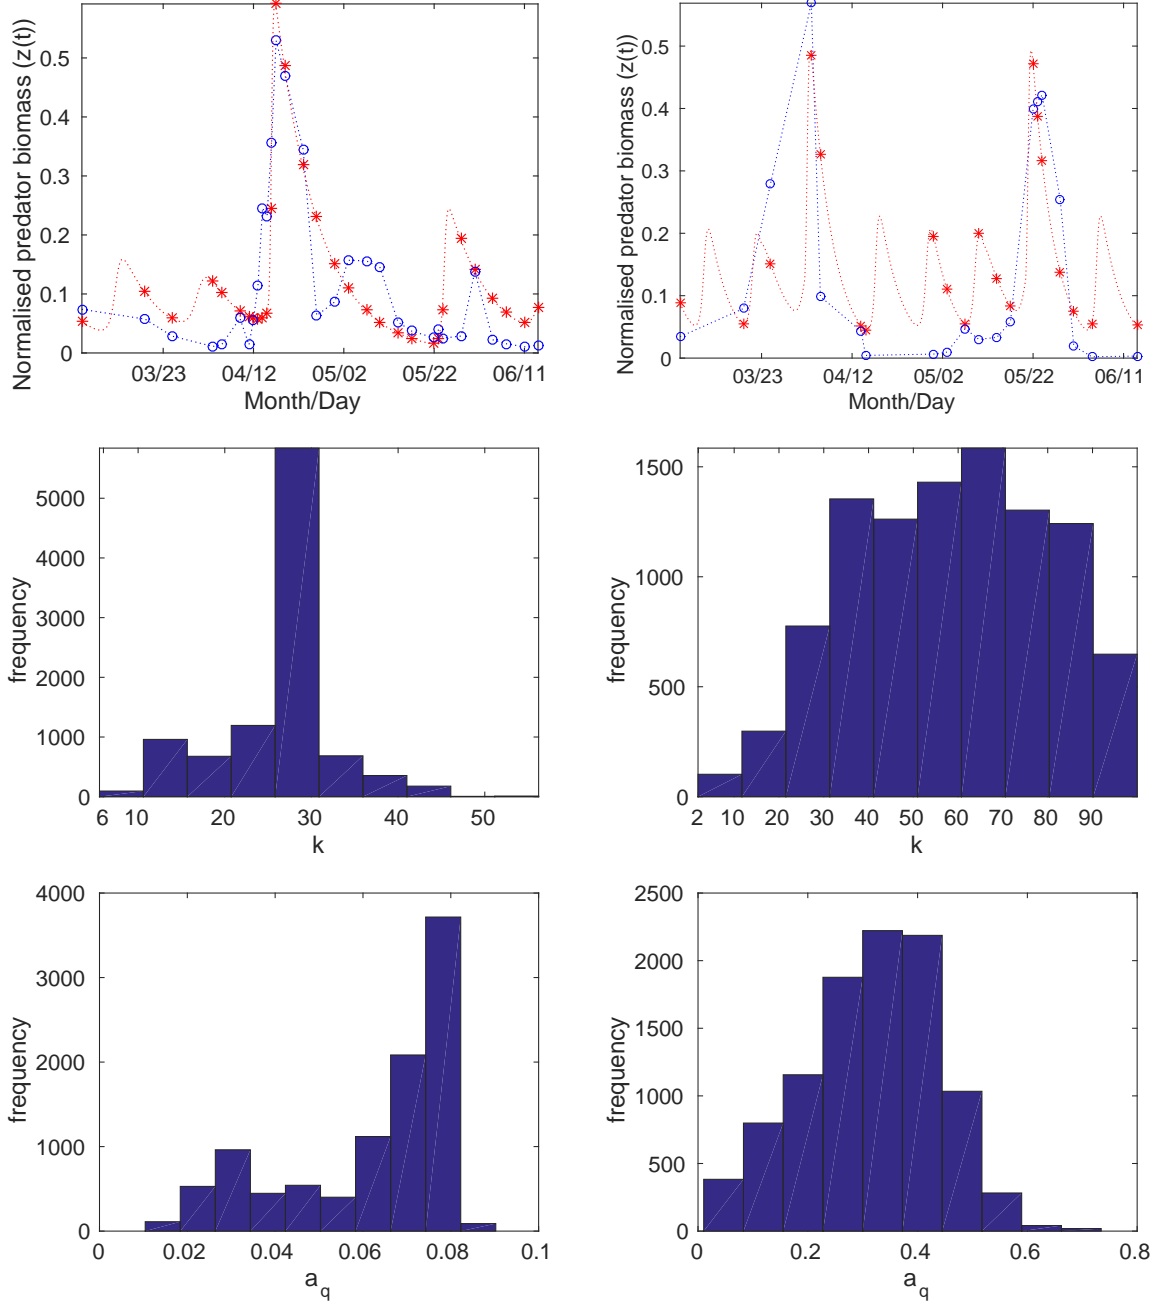 Normalised predator biomass (z(t))
0.5
0.4
0.3
0.2
0.1
0
03/23 04/12 05/02 05/22 06/11
Month/Day
Normalised predator biomass (z(t))
0.5
0.4
0.3
0.2
0.1
0
03/23 04/12 05/02 05/22 06/11
Month/Day
frequency
5000
4000
3000
2000
1000
0
6 10 20 30 40 50
k
frequency
1500
1000
500
0
2 10 20 30 40 50 60 70 80 90
k
frequency
4000
3000
2000
1000
0
0 0.02 0.04 0.06 0.08 0.1
a_q
frequency
2500
2000
1500
1000
500
0
0 0.2 0.4 0.6 0.8
a_q